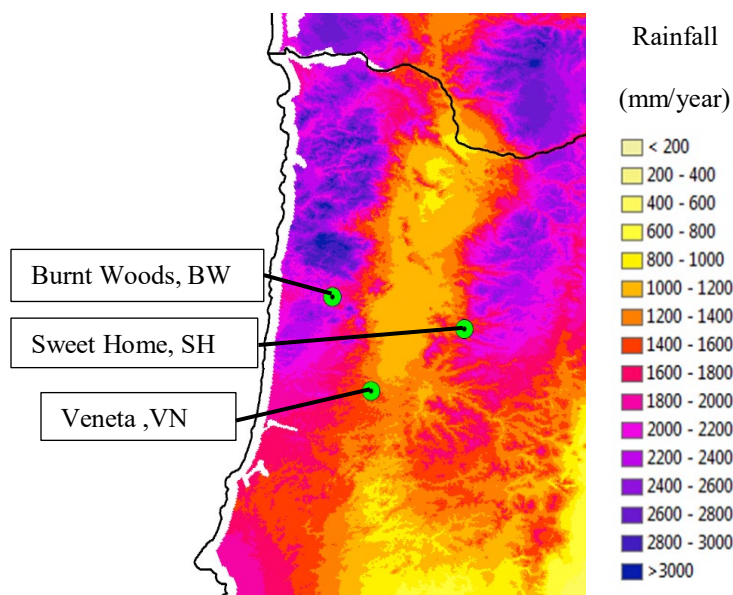 Rainfall
(mm/year)
< 200
200 - 400
400 - 600
600 - 800
800 - 1000
1000 - 1200
1200 - 1400
1400 - 1600
1600 - 1800
1800 - 2000
2000 - 2200
2200 - 2400
2400 - 2600
2600 - 2800
2800 - 3000
>3000
Burnt Woods, BW
Sweet Home, SH
Veneta ,VN